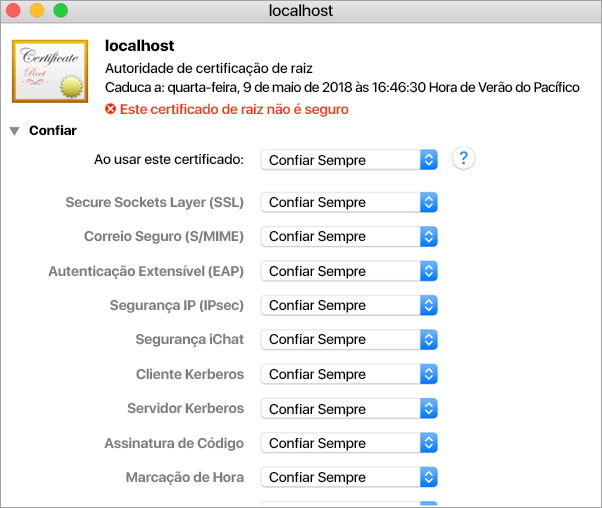 localhost
Certificate
Root
localhost
Autoridade de certificação de raiz
Caduca a: quarta-feira, 9 de maio de 2018 às 16:46:30 Hora de Verão do Pacífico
Este certificado de raiz não é seguro
Confiar
Ao usar este certificado: Confiar Sempre ?
Secure Sockets Layer (SSL) Confiar Sempre
Correio Seguro (S/MIME) Confiar Sempre
Autenticação Extensível (EAP) Confiar Sempre
Segurança IP (IPsec) Confiar Sempre
Segurança iChat Confiar Sempre
Cliente Kerberos Confiar Sempre
Servidor Kerberos Confiar Sempre
Assinatura de Código Confiar Sempre
Marcação de Hora Confiar Sempre